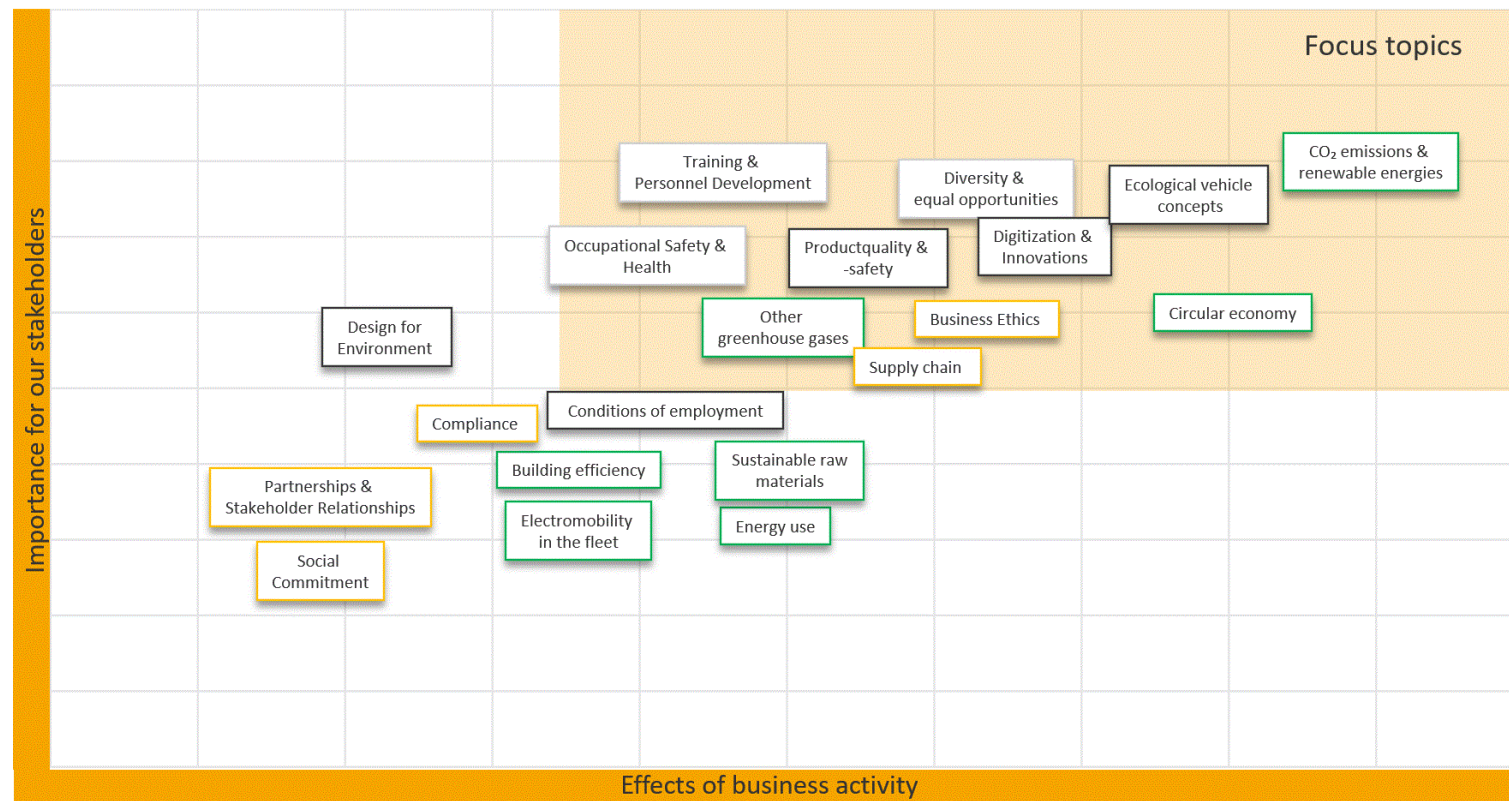 Focus topics
CO₂ emissions &
renewable energies
Training &
Personnel Development
Diversity &
equal opportunities
Ecological vehicle
concepts
Occupational Safety &
Health
Productquality &
-safety
Digitization &
Innovations
Other
greenhouse gases
Business Ethics
Circular economy
Design for
Environment
Supply chain
Conditions of employment
Compliance
Building efficiency
Sustainable raw
materials
Partnerships &
Stakeholder Relationships
Electromobility
in the fleet
Energy use
Social
Commitment
Importance for our stakeholders
Effects of business activity